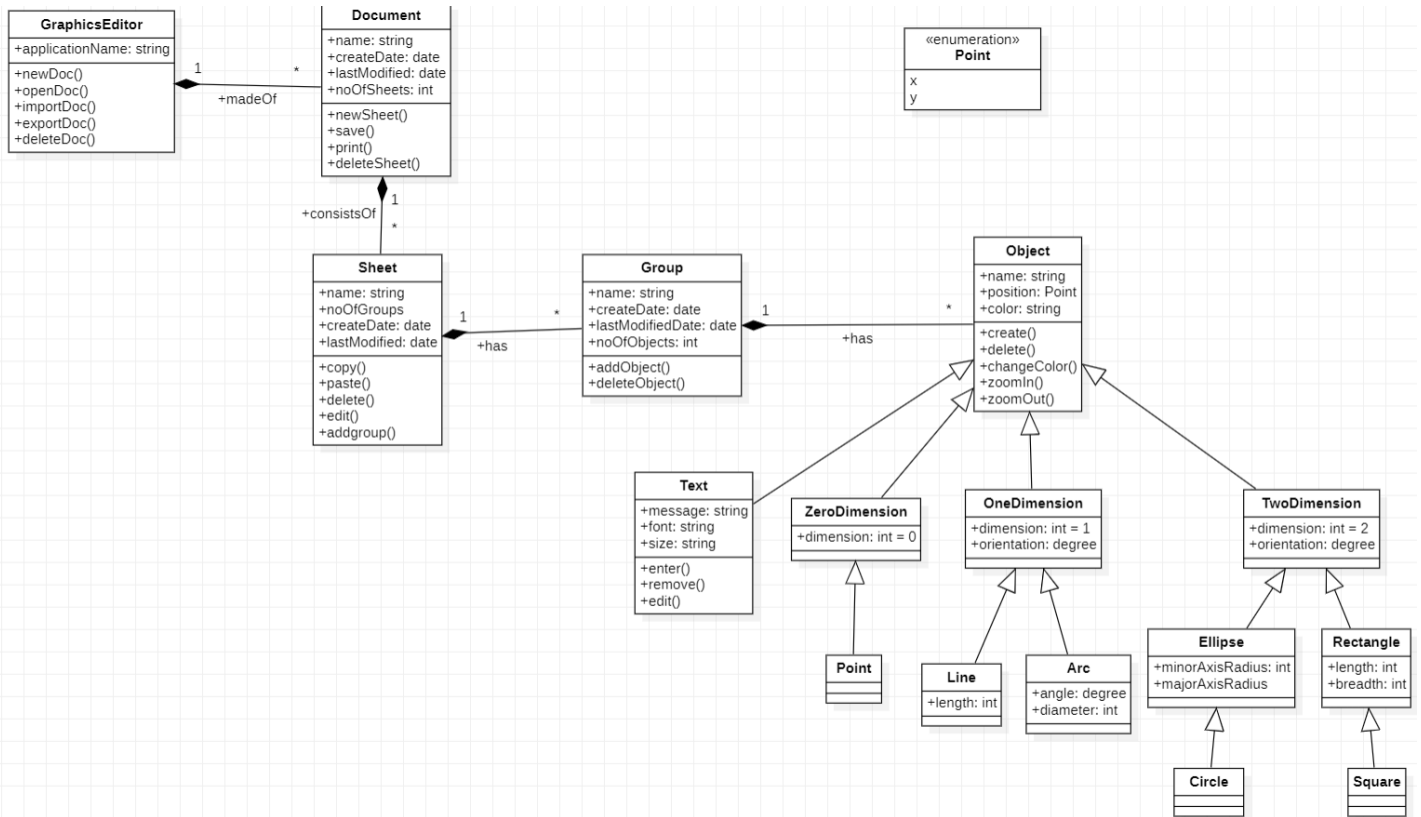 GraphicsEditor
+applicationName: string
+newDoc()
+openDoc()
+importDoc()
+exportDoc()
+deleteDoc()
1
*
+madeOf
Document
+name: string
+createDate: date
+lastModified: date
+noOfSheets: int
+newSheet()
+save()
+print()
+deleteSheet()
«enumeration»
Point
x
y
1
+consistsOf
*
Sheet
+name: string
+noOfGroups
+createDate: date
+lastModified: date
+copy()
+paste()
+delete()
+edit()
+addgroup()
1
*
+has
Group
+name: string
+createDate: date
+lastModifiedDate: date
+noOfObjects: int
+addObject()
+deleteObject()
1
*
+has
Object
+name: string
+position: Point
+color: string
+create()
+delete()
+changeColor()
+zoomIn()
+zoomOut()
Text
+message: string
+font: string
+size: string
+enter()
+remove()
+edit()
ZeroDimension
+dimension: int = 0
OneDimension
+dimension: int = 1
+orientation: degree
TwoDimension
+dimension: int = 2
+orientation: degree
Point
Line
+length: int
Arc
+angle: degree
+diameter: int
Ellipse
+minorAxisRadius: int
+majorAxisRadius
Rectangle
+length: int
+breadth: int
Circle
Square